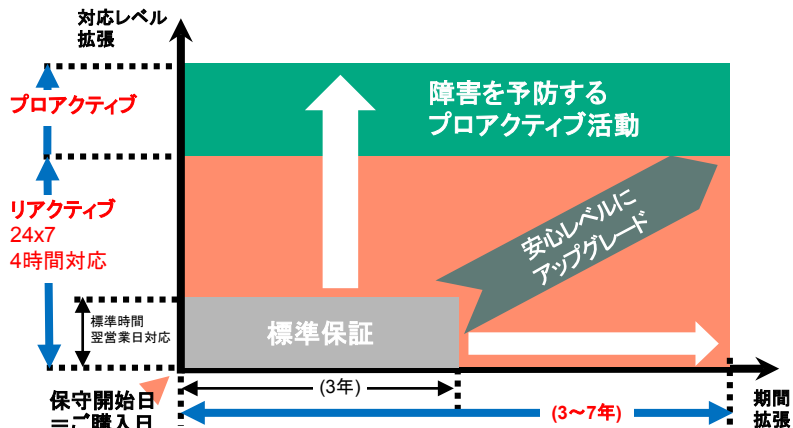 対応レベル
拡張
プロアクティブ
障害を予防する
プロアクティブ活動
リアクティブ
24x7
4時間対応
安心レベルに
アップグレード
標準時間
翌営業日対応
標準保証
(3年)
保守開始日
＝ご購入日
(3〜7年)
期間
拡張